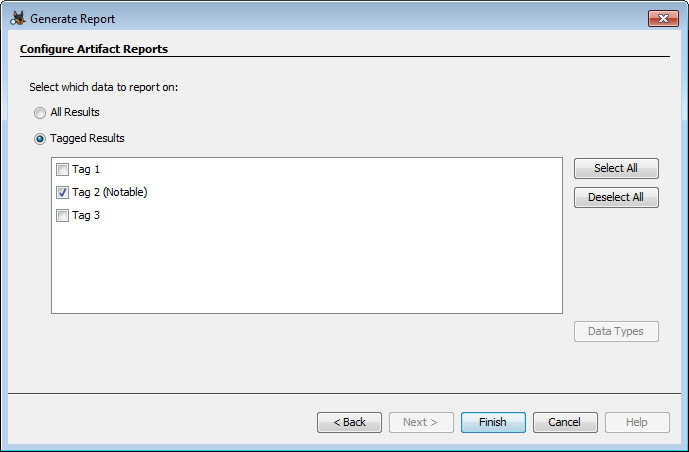 Generate Report
Configure Artifact Reports
Select which data to report on:
All Results
Tagged Results
Tag 1
Select All
Tag 2 (Notable)
Deselect All
Tag 3
Data Types
< Back
Next >
Finish
Cancel
Help